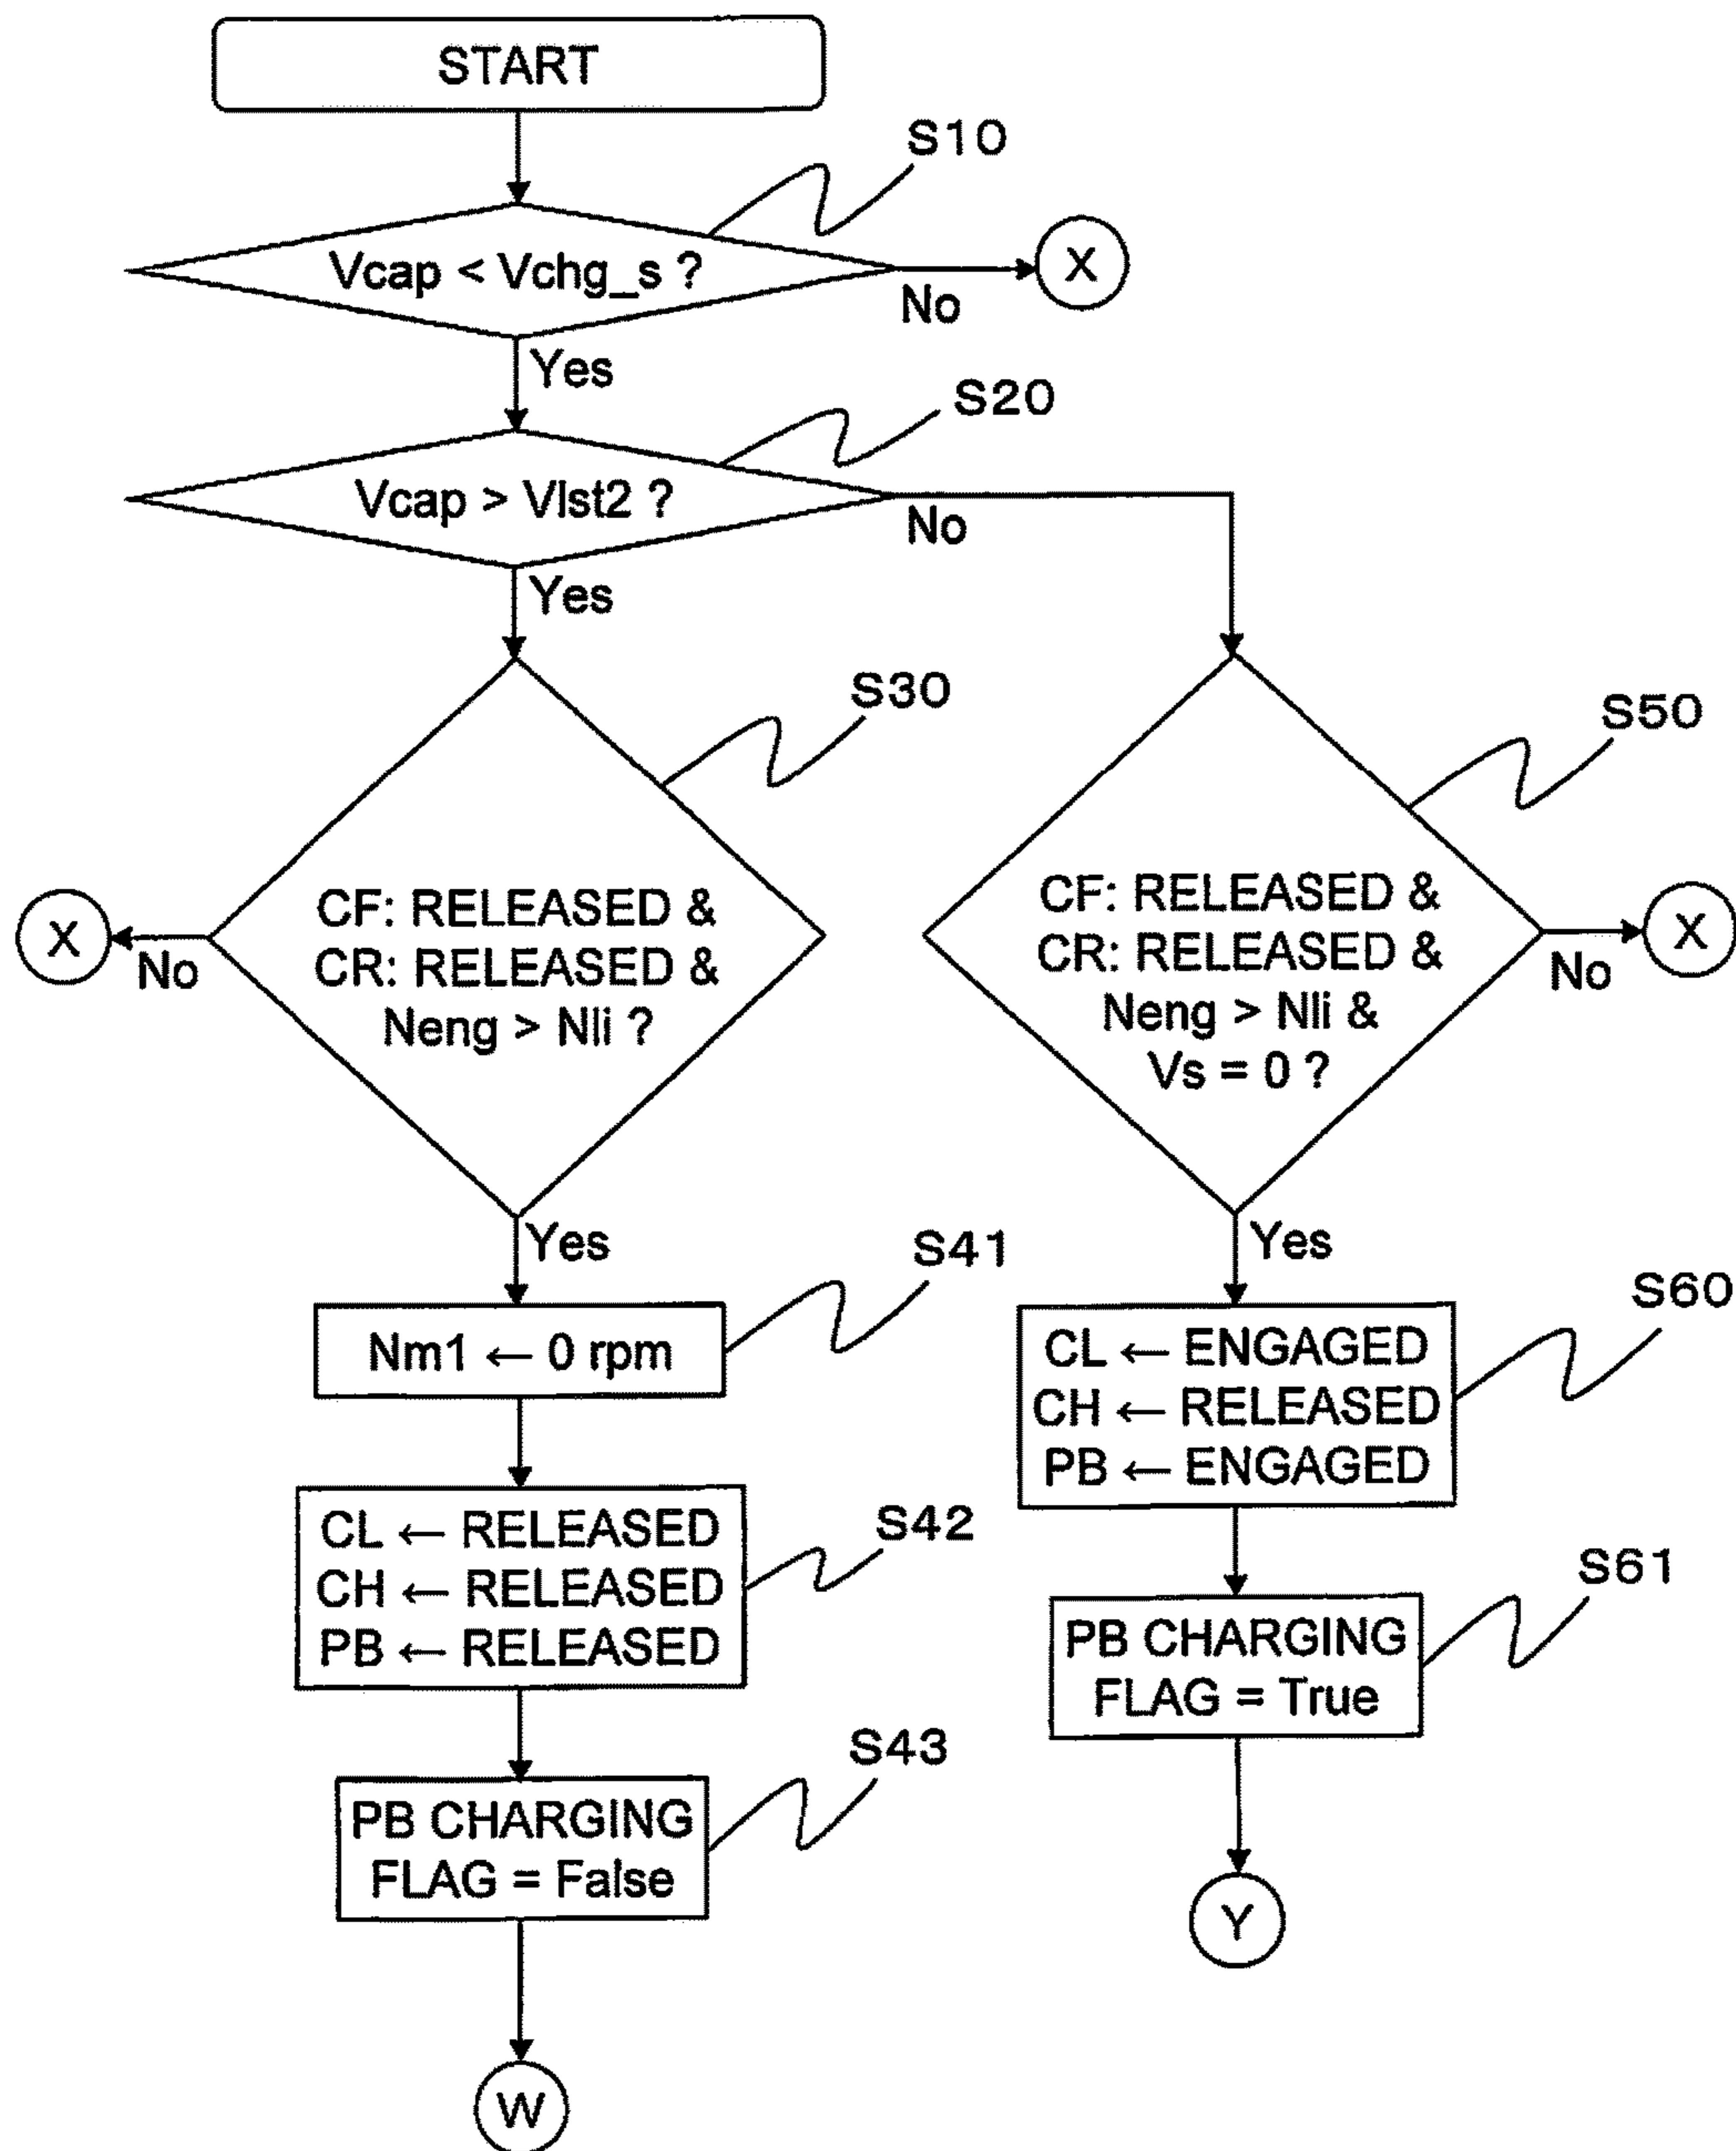 START
S10
Vcap < Vchg_s ?
X
No
Yes
S20
Vcap > Vlst2 ?
No
Yes
S30
CF: RELEASED &
CR: RELEASED &
Neng > Nli ?
X
No
Yes
S50
CF: RELEASED &
CR: RELEASED &
Neng > Nli &
Vs = 0 ?
X
No
Yes
S41
Nm1 ← 0 rpm
S42
CL ← RELEASED
CH ← RELEASED
PB ← RELEASED
S43
PB CHARGING
FLAG = False
W
S60
CL ← ENGAGED
CH ← RELEASED
PB ← ENGAGED
S61
PB CHARGING
FLAG = True
Y